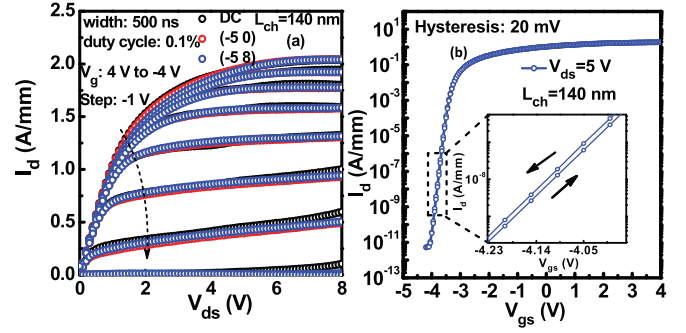 width: 500 ns
duty cycle: 0.1%
V_g: 4 V to -4 V
Step: -1 V
DC
(-5 0)
(-5 8)
L_ch=140 nm
(a)
2.5
2.0
1.5
1.0
0.5
0.0
I_d (A/mm)
0 2 4 6 8
V_ds (V)
Hysteresis: 20 mV
(b)
V_ds=5 V
L_ch=140 nm
10^1
10^-1
10^-3
10^-5
10^-7
10^-9
10^-11
10^-13
I_d (A/mm)
10^-8
I_d (A/mm)
-4.23 -4.14 -4.05
V_gs (V)
-5 -4 -3 -2 -1 0 1 2 3 4
V_gs (V)